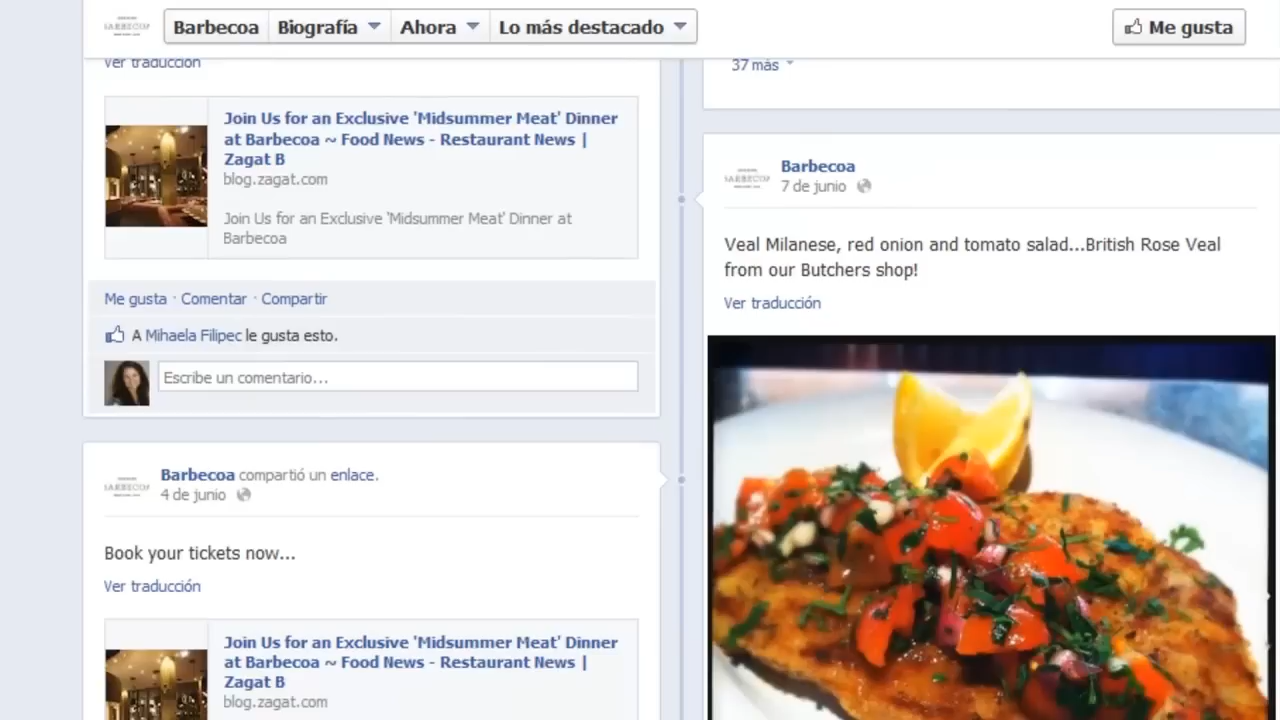 BARBECOA
Barbecoa
Biografía
Ahora
Lo más destacado
Me gusta
Ver traducción
Join Us for an Exclusive 'Midsummer Meat' Dinner
at Barbecoa ~ Food News - Restaurant News |
Zagat B
blog.zagat.com
Join Us for an Exclusive 'Midsummer Meat' Dinner at
Barbecoa
Me gusta · Comentar · Compartir
A Mihaela Filipec le gusta esto.
Escribe un comentario...
BARBECOA
Barbecoa compartió un enlace.
4 de junio
Book your tickets now...
Ver traducción
Join Us for an Exclusive 'Midsummer Meat' Dinner
at Barbecoa ~ Food News - Restaurant News |
Zagat B
blog.zagat.com
37 más
BARBECOA
Barbecoa
7 de junio
Veal Milanese, red onion and tomato salad...British Rose Veal
from our Butchers shop!
Ver traducción